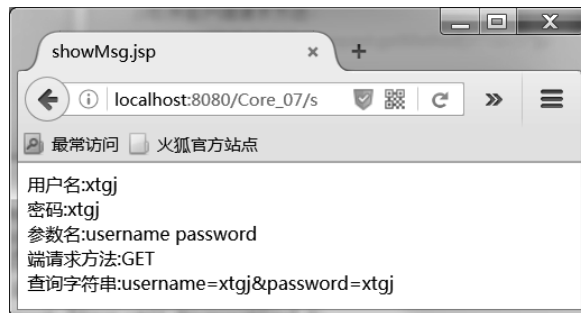 showMsg.jsp
localhost:8080/Core_07/s
最常访问 火狐官方站点
用户名:xtgj
密码:xtgj
参数名:username password
端请求方法:GET
查询字符串:username=xtgj&password=xtgj